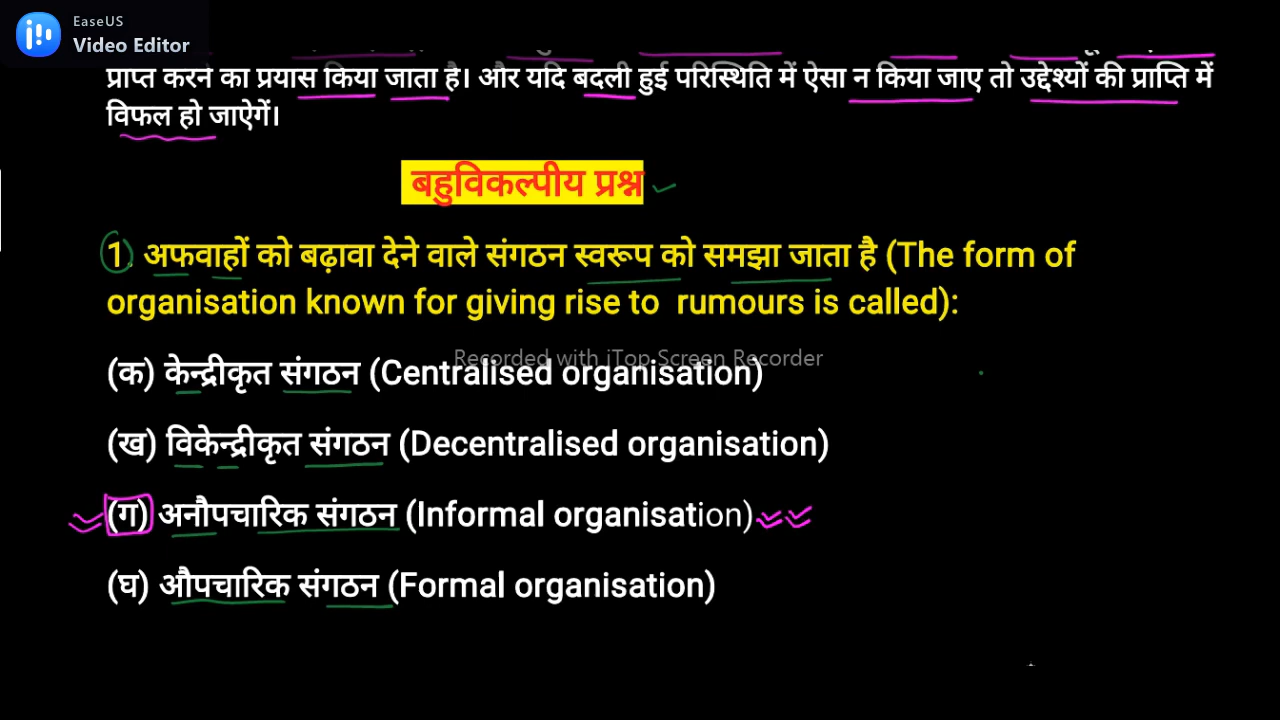 EaseUS
Video Editor
प्राप्त करने का प्रयास किया जाता है। और यदि बदली हुई परिस्थिति में ऐसा न किया जाए तो उद्देश्यों की प्राप्ति में
विफल हो जाऐगें।
बहुविकल्पीय प्रश्न
1. अफवाहों को बढ़ावा देने वाले संगठन स्वरूप को समझा जाता है (The form of
organisation known for giving rise to rumours is called):
Recorded with iTop Screen Recorder
(क) केन्द्रीकृत संगठन (Centralised organisation)
(ख) विकेन्द्रीकृत संगठन (Decentralised organisation)
(ग) अनौपचारिक संगठन (Informal organisation)
(घ) औपचारिक संगठन (Formal organisation)